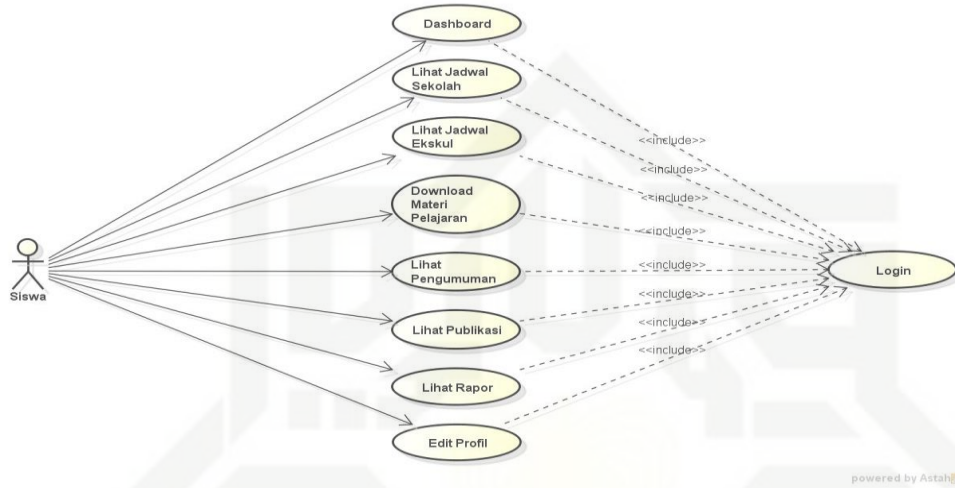 Dashboard
Lihat Jadwal
Sekolah
Lihat Jadwal
Ekskul
Download
Materi
Pelajaran
Lihat
Pengumuman
Lihat Publikasi
Lihat Rapor
Edit Profil
Siswa
<<include>>
<<include>>
<<include>>
<<include>>
<<include>>
<<include>>
<<include>>
<<include>>
Login
powered by Astah